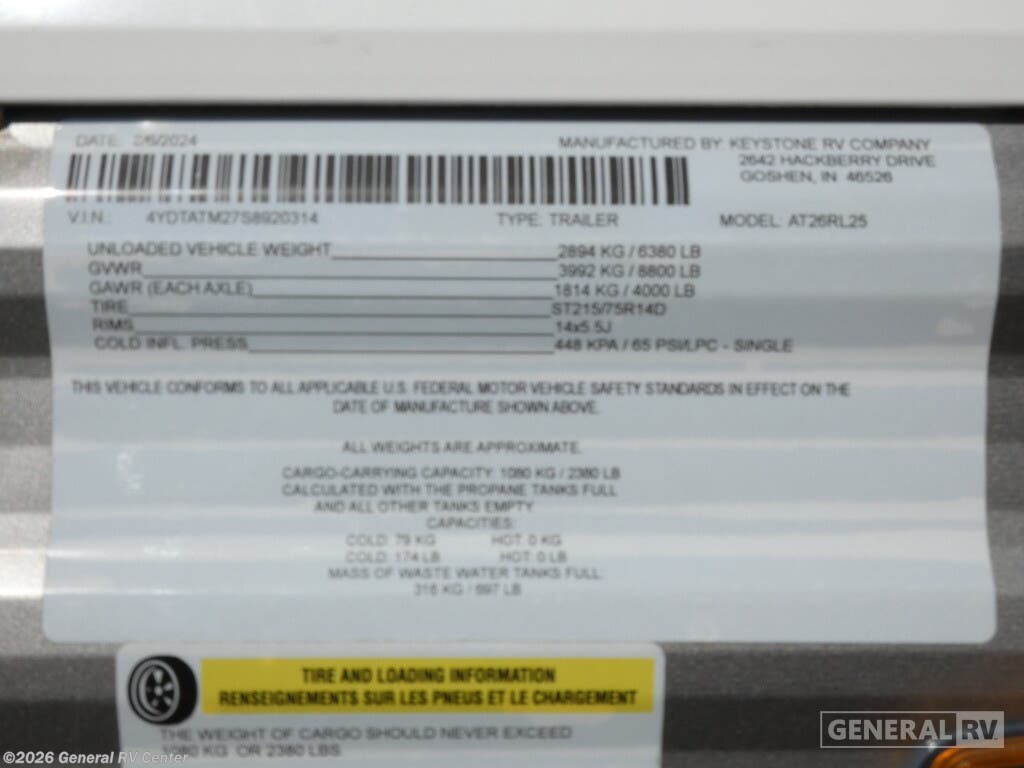 DATE: 2/6/2024
MANUFACTURED BY: KEYSTONE RV COMPANY
2642 HACKBERRY DRIVE
GOSHEN, IN 46526
V.I.N.: 4YDTATM27S8920314 TYPE: TRAILER MODEL: AT26RL25
UNLOADED VEHICLE WEIGHT 2894 KG / 6380 LB
GVWR 3992 KG / 8800 LB
GAWR (EACH AXLE) 1814 KG / 4000 LB
TIRE ST215/75R14D
RIMS 14x5.5J
COLD INFL. PRESS. 448 KPA / 65 PSI/LPC - SINGLE
THIS VEHICLE CONFORMS TO ALL APPLICABLE U.S. FEDERAL MOTOR VEHICLE SAFETY STANDARDS IN EFFECT ON THE
DATE OF MANUFACTURE SHOWN ABOVE.
ALL WEIGHTS ARE APPROXIMATE.
CARGO-CARRYING CAPACITY: 1080 KG / 2380 LB
CALCULATED WITH THE PROPANE TANKS FULL
AND ALL OTHER TANKS EMPTY
CAPACITIES:
COLD: 79 KG HOT: 0 KG
COLD: 174 LB HOT: 0 LB
MASS OF WASTE WATER TANKS FULL:
316 KG / 697 LB
TIRE AND LOADING INFORMATION
RENSEIGNEMENTS SUR LES PNEUS ET LE CHARGEMENT
THE WEIGHT OF CARGO SHOULD NEVER EXCEED
1080 KG OR 2380 LBS
GENERAL RV
©2026 General RV Center